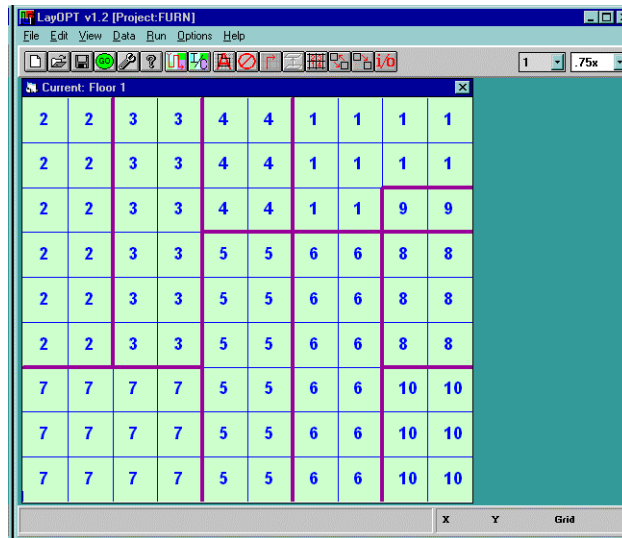 LayOPT v1.2 [Project:FURN]
File Edit View Data Run Options Help
GO ? i/o 1 .75x
Current: Floor 1
2 2 3 3 4 4 1 1 1 1
2 2 3 3 4 4 1 1 1 1
2 2 3 3 4 4 1 1 9 9
2 2 3 3 5 5 6 6 8 8
2 2 3 3 5 5 6 6 8 8
2 2 3 3 5 5 6 6 8 8
7 7 7 7 5 5 6 6 10 10
7 7 7 7 5 5 6 6 10 10
7 7 7 7 5 5 6 6 10 10
X Y Grid